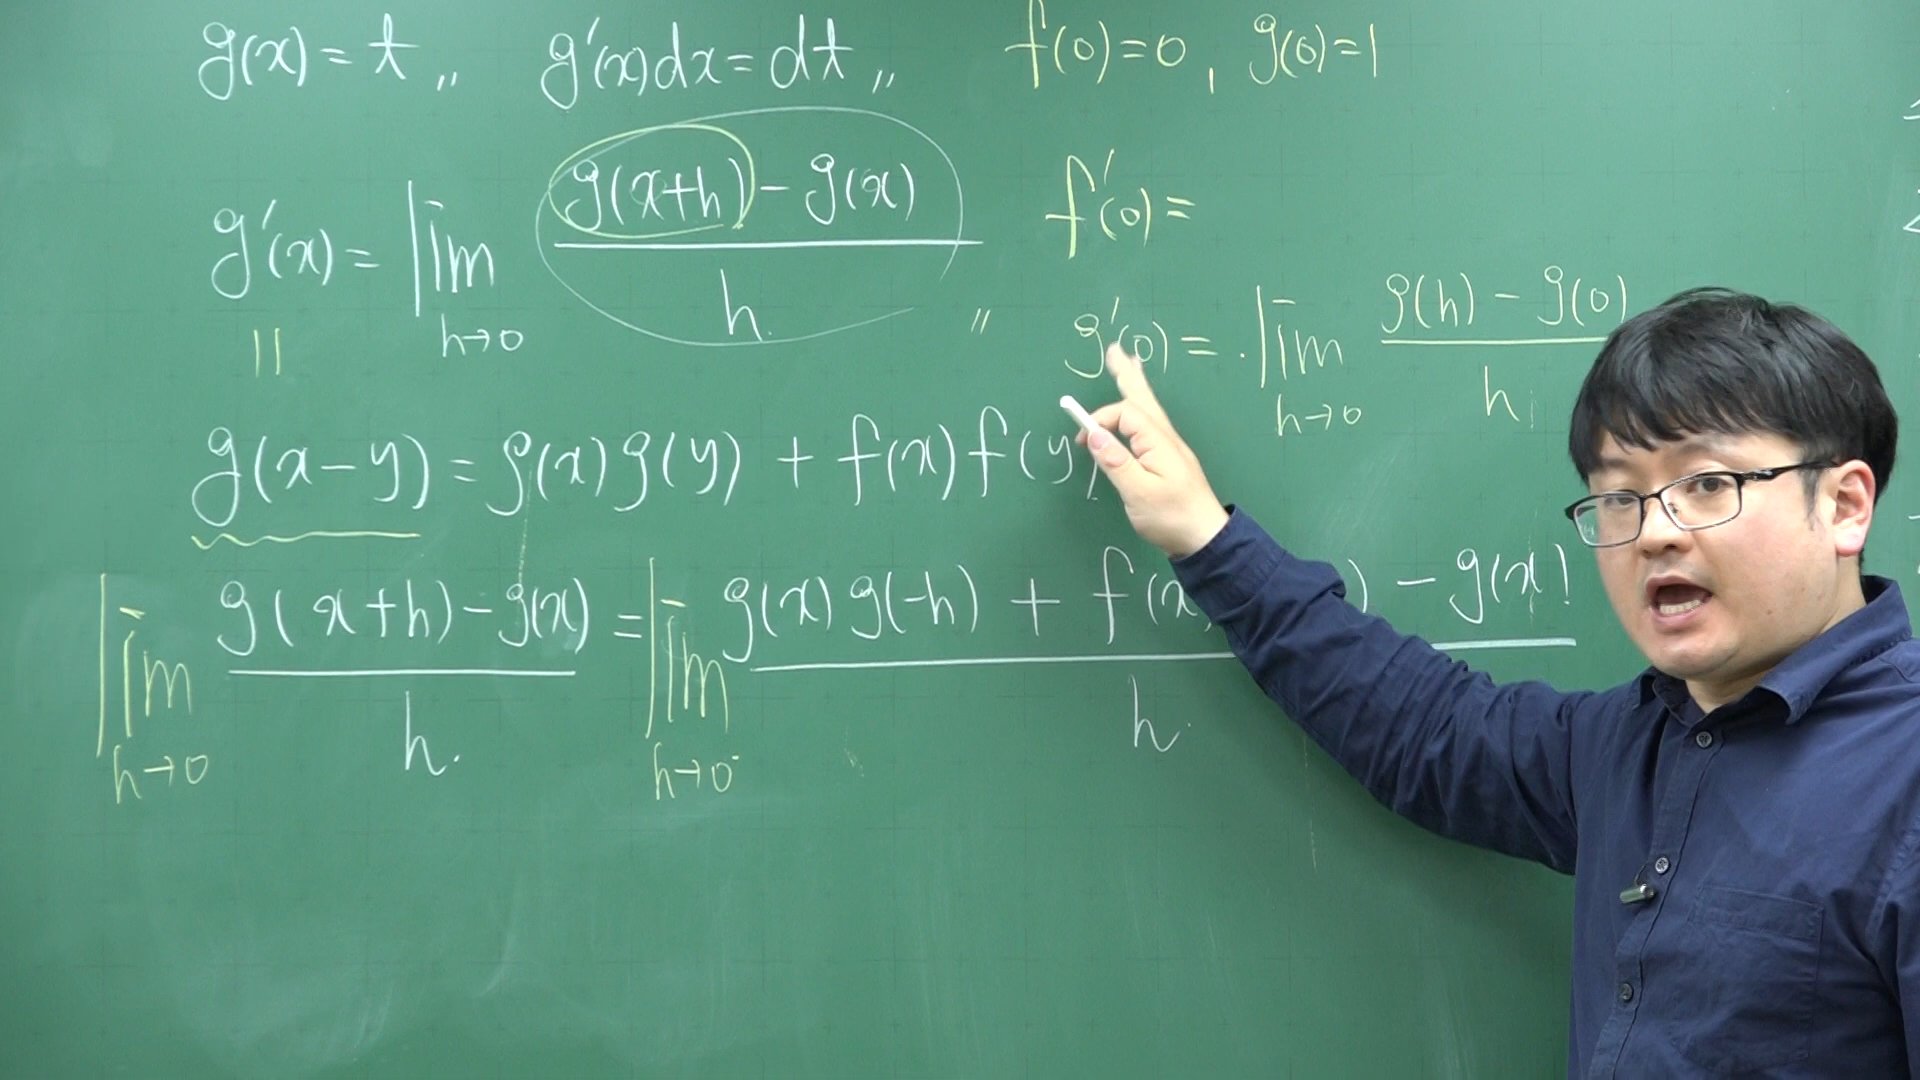 g(x) = t ,, g'(x)dx = dt ,, f(0)=0 , g(0)=1
g'(x) = lim h→0 g(x+h) - g(x) / h ,,
f'(0) =
g'(0) = lim h→0 g(h) - g(0) / h
||
g(x-y) = g(x)g(y) + f(x)f(y)
lim h→0 g(x+h) - g(x) / h = lim h→0 g(x)g(-h) + f(x ) - g(x) / h